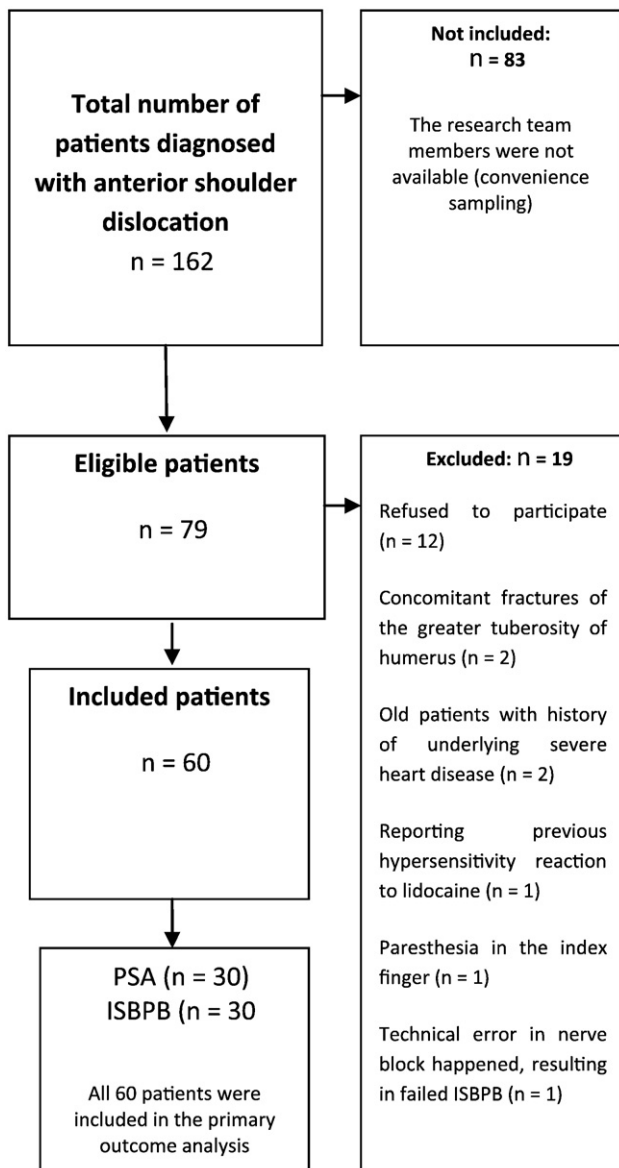 Total number of
patients diagnosed
with anterior shoulder
dislocation
n = 162
Not included:
n = 83
The research team
members were not
available (convenience
sampling)
Eligible patients
n = 79
Excluded: n = 19
Refused to participate
(n = 12)
Concomitant fractures of
the greater tuberosity of
humerus (n = 2)
Old patients with history
of underlying severe
heart disease (n = 2)
Reporting previous
hypersensitivity reaction
to lidocaine (n = 1)
Paresthesia in the index
finger (n = 1)
Technical error in nerve
block happened, resulting
in failed ISBPB (n = 1)
Included patients
n = 60
PSA (n = 30)
ISBPB (n = 30
All 60 patients were
included in the primary
outcome analysis